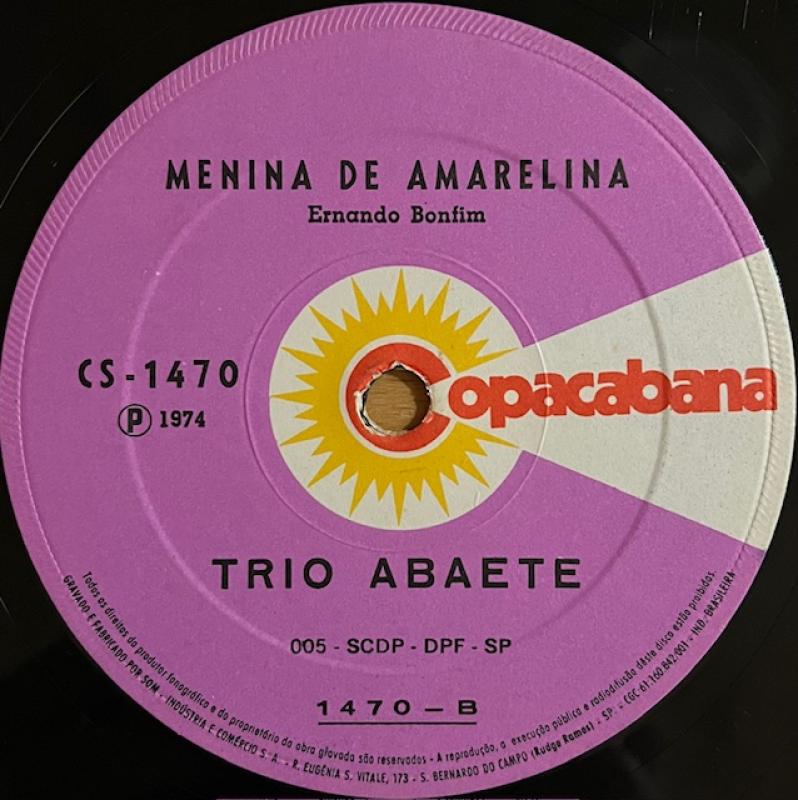 MENINA DE AMARELINA
Ernando Bonfim
CS-1470
Ⓟ 1974
Copacabana
TRIO ABAETE
005 - SCDP - DPF - SP
1470 - B
Todos os direitos do produtor fonográfico e do proprietário da obra gravada são reservados - A reprodução, a execução pública e radiodifusão dêste disco estão proibidas.
GRAVADO E FABRICADO POR SOM - INDÚSTRIA E COMÉRCIO S. A. - R. EUGÊNIA S. VITALE, 173 - S. BERNARDO DO CAMPO (Rudge Ramos) - SP. - CGC-61.160.842/001 - IND. BRASILEIRA